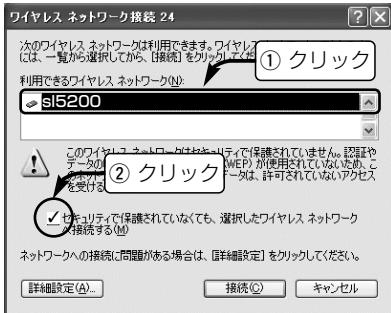 ワイヤレス ネットワーク接続 24
次のワイヤレス ネットワークは利用できます。ワイヤレス
には、一覧から選択してから、[接続] をクリックしてくだ
① クリック
利用できるワイヤレス ネットワーク(N):
sl5200
このワイヤレス ネットワークはセキュリティで保護されていません。認証や
データの (WEP) が使用されていないため、こ
データは、許可されていないアクセス
を受ける
② クリック
セキュリティで保護されていなくても、選択したワイヤレス ネットワーク
へ接続する(M)
ネットワークへの接続に問題がある場合は、[詳細設定] をクリックしてください。
詳細設定(A)... 接続(C) キャンセル